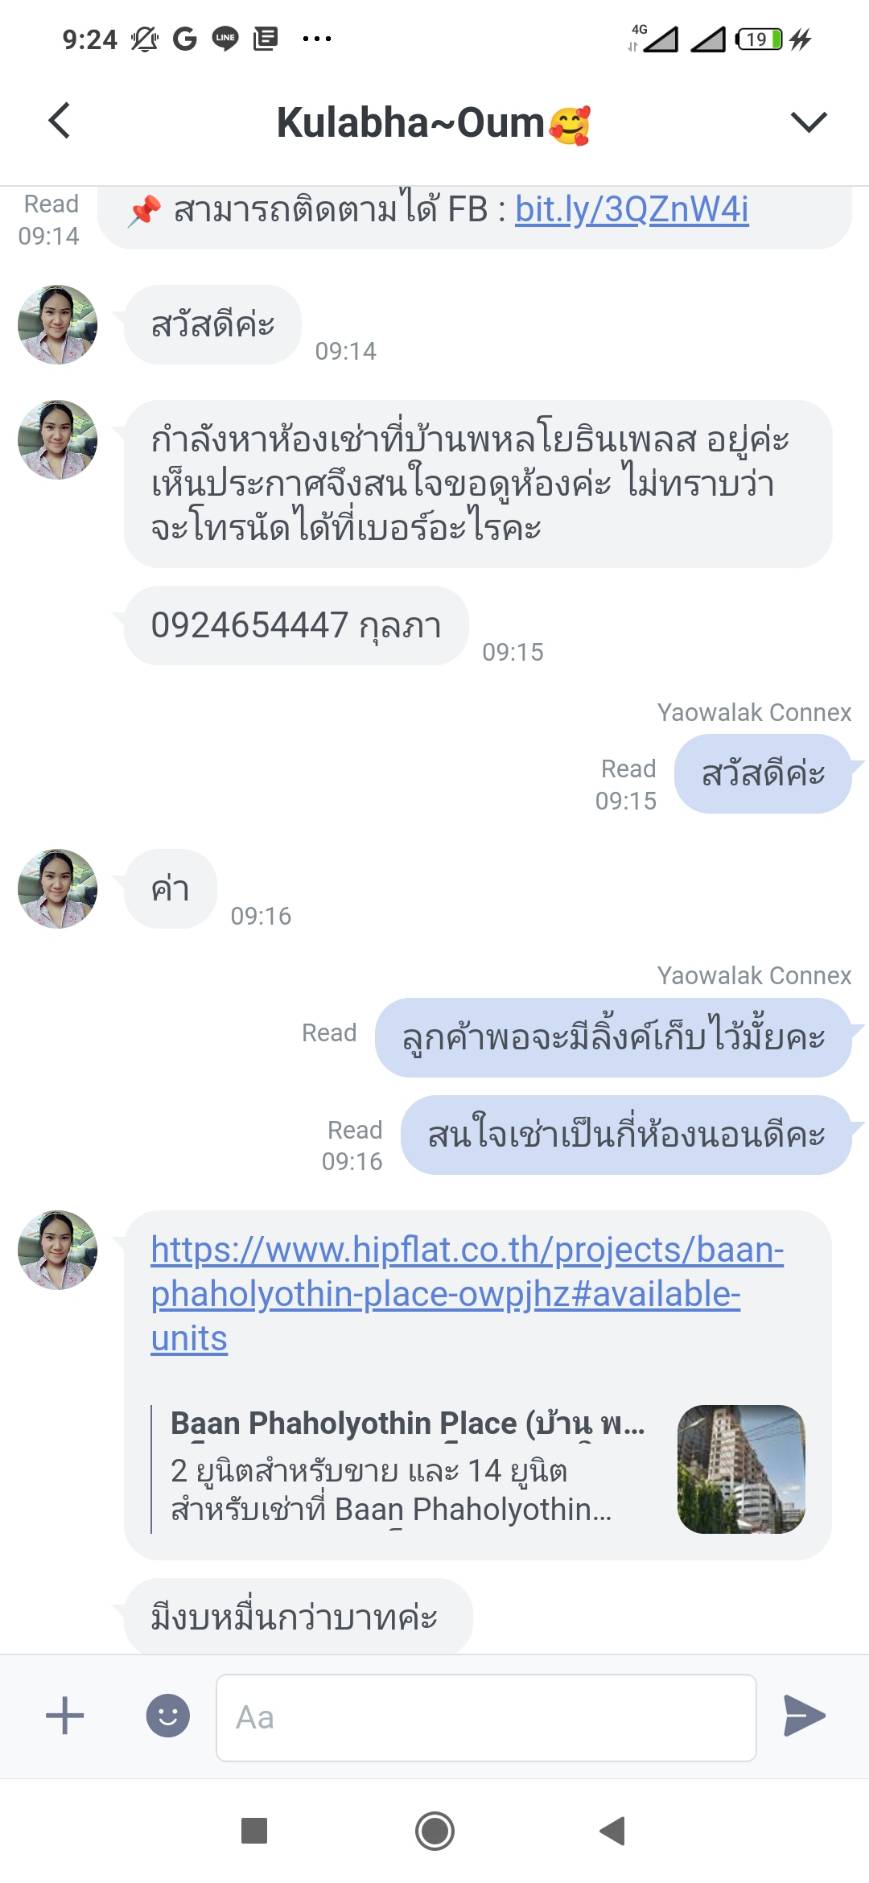 9:24
4G
19
Kulabha~Oum🥰
Read
09:14
📌 สามารถติดตามได้ FB : bit.ly/3QZnW4i
สวัสดีค่ะ
09:14
กำลังหาห้องเช่าที่บ้านพหลโยธินเพลส อยู่ค่ะ
เห็นประกาศจึงสนใจขอดูห้องค่ะ ไม่ทราบว่า
จะโทรนัดได้ที่เบอร์อะไรคะ
0924654447 กุลภา
09:15
Yaowalak Connex
Read
09:15
สวัสดีค่ะ
ค่า
09:16
Yaowalak Connex
Read
ลูกค้าพอจะมีลิ้งค์เก็บไว้มั้ยคะ
Read
09:16
สนใจเช่าเป็นกี่ห้องนอนดีคะ
https://www.hipflat.co.th/projects/baan-
phaholyothin-place-owpjhz#available-
units
Baan Phaholyothin Place (บ้าน พ...
2 ยูนิตสำหรับขาย และ 14 ยูนิต
สำหรับเช่าที่ Baan Phaholyothin...
มีงบหมื่นกว่าบาทค่ะ
Aa